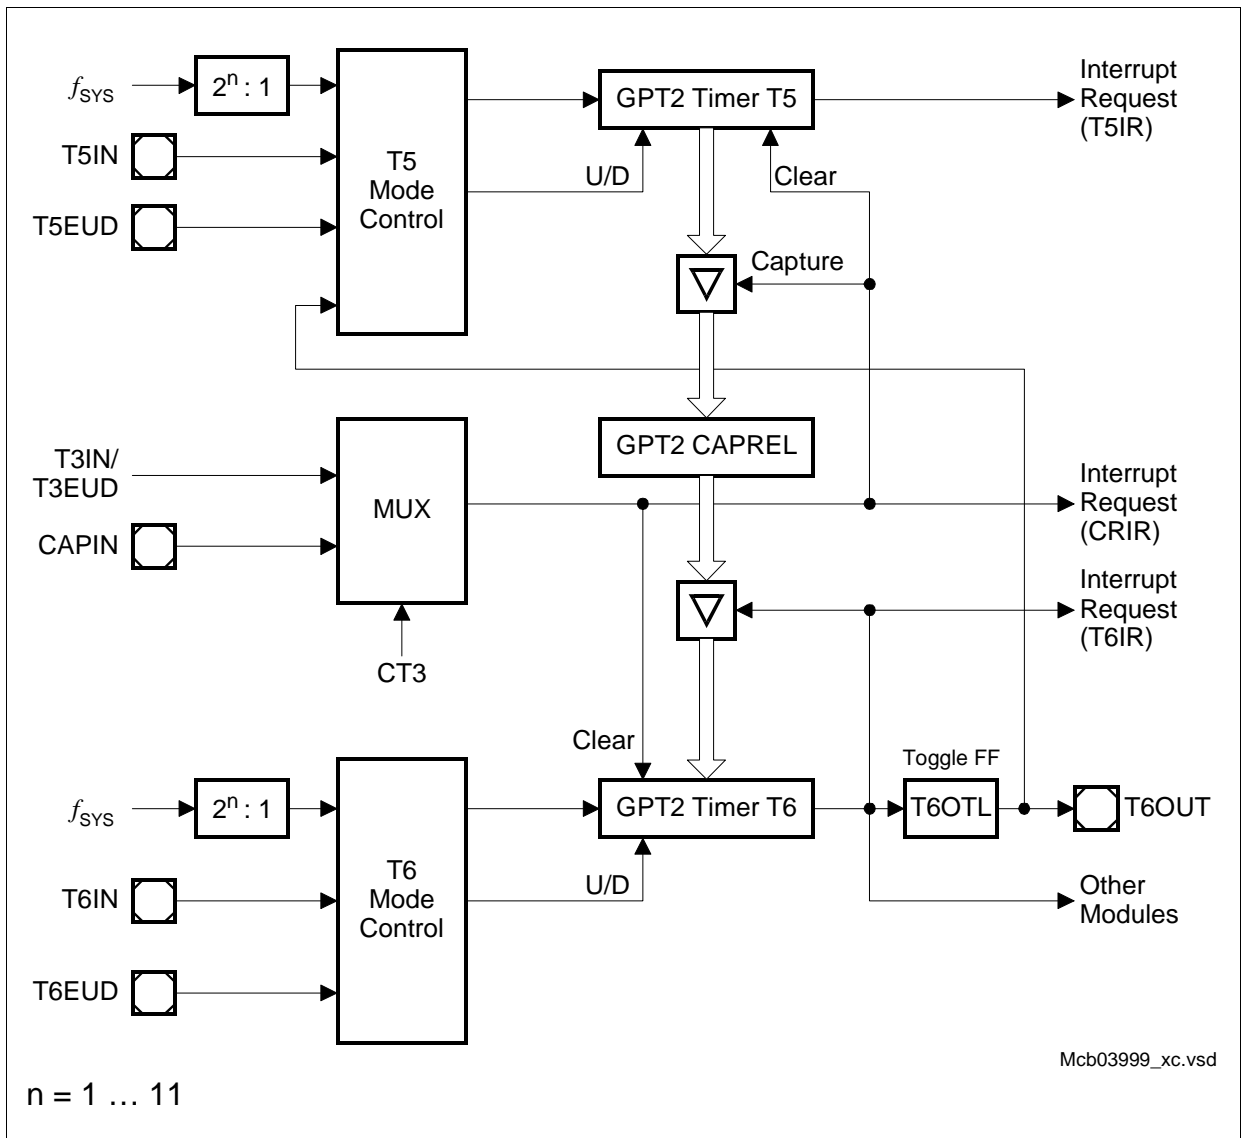 fSYS
2ⁿ : 1
T5IN
T5EUD
T5
Mode
Control
GPT2 Timer T5
U/D
Clear
Capture
Interrupt
Request
(T5IR)
T3IN/
T3EUD
CAPIN
MUX
CT3
GPT2 CAPREL
Interrupt
Request
(CRIR)
Interrupt
Request
(T6IR)
Clear
fSYS
2ⁿ : 1
T6IN
T6EUD
T6
Mode
Control
GPT2 Timer T6
U/D
Toggle FF
T6OTL
T6OUT
Other
Modules
Mcb03999_xc.vsd
n = 1 … 11